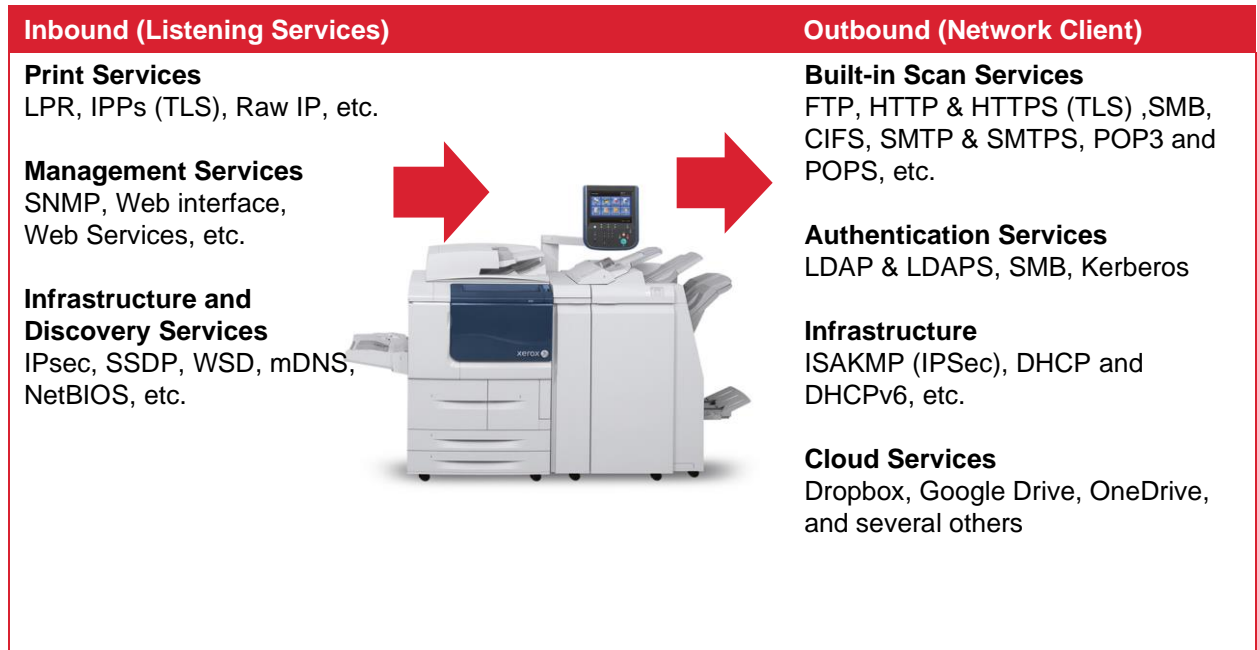 Inbound (Listening Services)
Print Services
LPR, IPPs (TLS), Raw IP, etc.
Management Services
SNMP, Web interface,
Web Services, etc.
Infrastructure and
Discovery Services
IPsec, SSDP, WSD, mDNS,
NetBIOS, etc.
xerox
Outbound (Network Client)
Built-in Scan Services
FTP, HTTP & HTTPS (TLS) ,SMB,
CIFS, SMTP & SMTPS, POP3 and
POPS, etc.
Authentication Services
LDAP & LDAPS, SMB, Kerberos
Infrastructure
ISAKMP (IPSec), DHCP and
DHCPv6, etc.
Cloud Services
Dropbox, Google Drive, OneDrive,
and several others